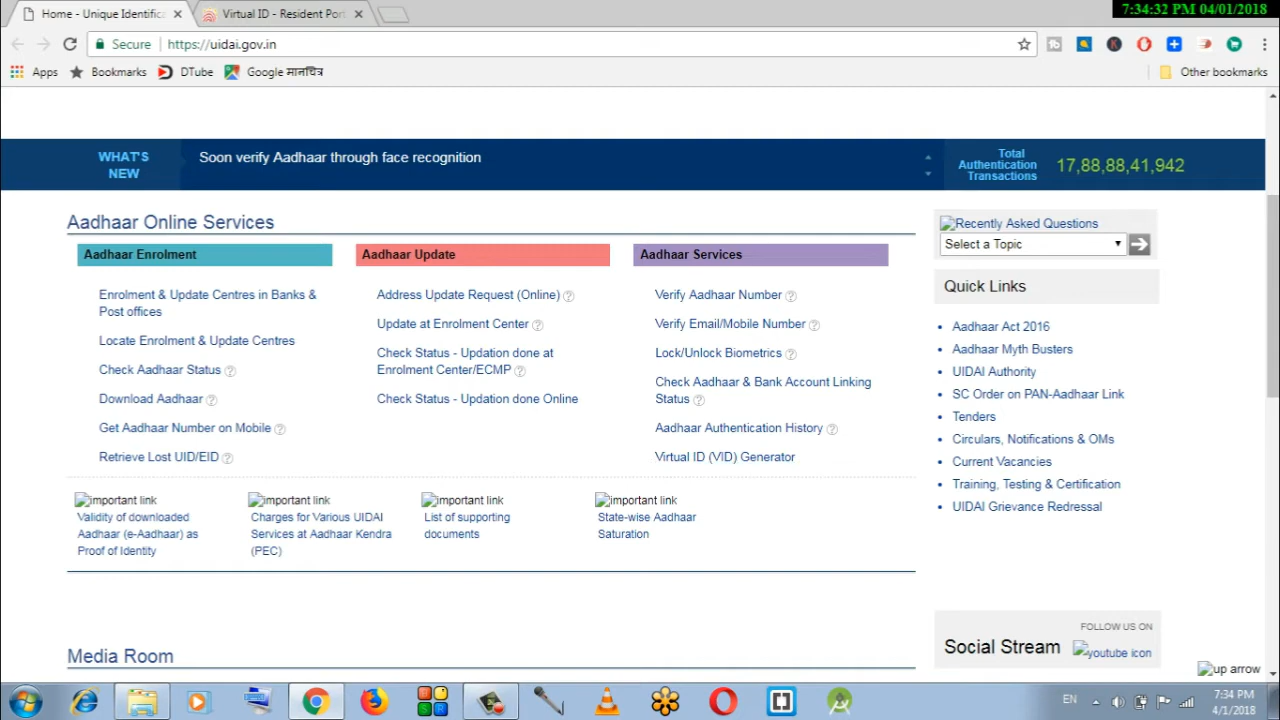 Home - Unique Identific
Virtual ID - Resident Port
7:34:32 PM 04/01/2018
Secure
https://uidai.gov.in
Apps
Bookmarks
DTube
Google मानचित्र
Other bookmarks
WHAT'S NEW
Soon verify Aadhaar through face recognition
Total Authentication Transactions
17,88,88,41,942
Aadhaar Online Services
Aadhaar Enrolment
Enrolment & Update Centres in Banks &
Post offices
Locate Enrolment & Update Centres
Check Aadhaar Status ?
Download Aadhaar ?
Get Aadhaar Number on Mobile ?
Retrieve Lost UID/EID ?
Aadhaar Update
Address Update Request (Online) ?
Update at Enrolment Center ?
Check Status - Updation done at
Enrolment Center/ECMP ?
Check Status - Updation done Online
Aadhaar Services
Verify Aadhaar Number ?
Verify Email/Mobile Number ?
Lock/Unlock Biometrics ?
Check Aadhaar & Bank Account Linking
Status ?
Aadhaar Authentication History ?
Virtual ID (VID) Generator
important link
Validity of downloaded
Aadhaar (e-Aadhaar) as
Proof of Identity
important link
Charges for Various UIDAI
Services at Aadhaar Kendra
(PEC)
important link
List of supporting
documents
important link
State-wise Aadhaar
Saturation
Recently Asked Questions
Select a Topic
Quick Links
Aadhaar Act 2016
Aadhaar Myth Busters
UIDAI Authority
SC Order on PAN-Aadhaar Link
Tenders
Circulars, Notifications & OMs
Current Vacancies
Training, Testing & Certification
UIDAI Grievance Redressal
FOLLOW US ON
Social Stream
youtube icon
Media Room
up arrow
EN
7:34 PM
4/1/2018